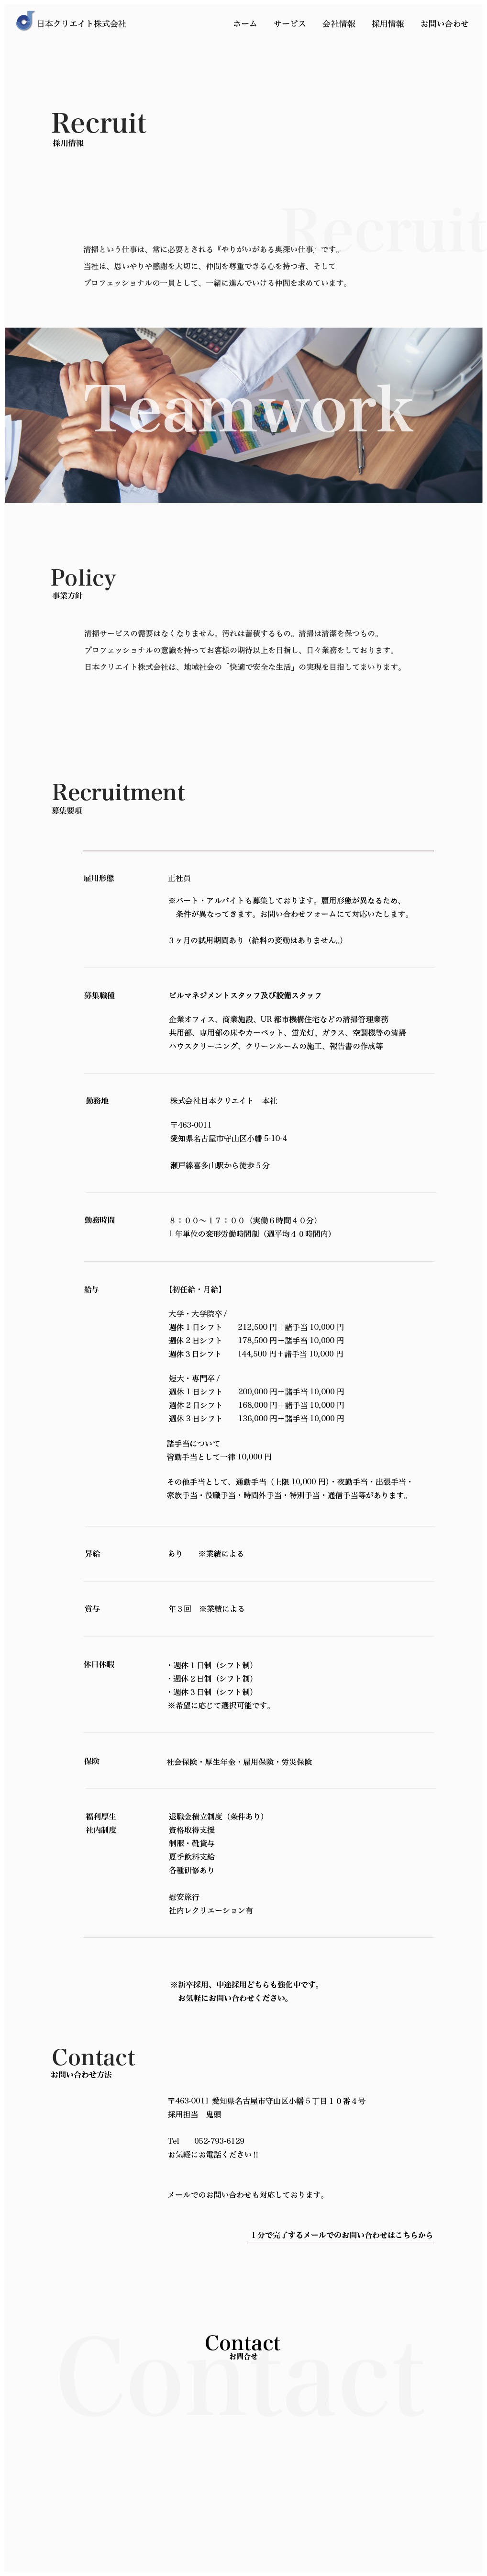 日本クリエイト株式会社
ホーム サービス 会社情報 採用情報 お問い合わせ
Recruit
採用情報
Recruit
清掃という仕事は、常に必要とされる『やりがいがある奥深い仕事』です。
当社は、思いやりや感謝を大切に、仲間を尊重できる心を持つ者、そして
プロフェッショナルの一員として、一緒に進んでいける仲間を求めています。
Teamwork
Policy
事業方針
清掃サービスの需要はなくなりません。汚れは蓄積するもの。清掃は清潔を保つもの。
プロフェッショナルの意識を持ってお客様の期待以上を目指し、日々業務をしております。
日本クリエイト株式会社は、地域社会の「快適で安全な生活」の実現を目指してまいります。
Recruitment
募集要項
雇用形態 正社員
※パート・アルバイトも募集しております。雇用形態が異なるため、
条件が異なってきます。お問い合わせフォームにて対応いたします。
３ヶ月の試用期間あり（給料の変動はありません。）
募集職種 ビルマネジメントスタッフ及び設備スタッフ
企業オフィス、商業施設、UR 都市機構住宅などの清掃管理業務
共用部、専用部の床やカーペット、蛍光灯、ガラス、空調機等の清掃
ハウスクリーニング、クリーンルームの施工、報告書の作成等
勤務地 株式会社日本クリエイト　本社
〒463-0011
愛知県名古屋市守山区小幡 5-10-4
瀬戸線喜多山駅から徒歩５分
勤務時間 ８：００〜１７：００（実働６時間４０分）
１年単位の変形労働時間制（週平均４０時間内）
給与 【初任給・月給】
大学・大学院卒 /
週休１日シフト　　212,500 円＋諸手当 10,000 円
週休２日シフト　　178,500 円＋諸手当 10,000 円
週休３日シフト　　144,500 円＋諸手当 10,000 円
短大・専門卒 /
週休１日シフト　　200,000 円＋諸手当 10,000 円
週休２日シフト　　168,000 円＋諸手当 10,000 円
週休３日シフト　　136,000 円＋諸手当 10,000 円
諸手当について
皆勤手当として一律 10,000 円
その他手当として、通勤手当（上限 10,000 円）・夜勤手当・出張手当・
家族手当・役職手当・時間外手当・特別手当・通信手当等があります。
昇給 あり　　※業績による
賞与 年３回　※業績による
休日休暇 ・週休１日制（シフト制）
・週休２日制（シフト制）
・週休３日制（シフト制）
※希望に応じて選択可能です。
保険 社会保険・厚生年金・雇用保険・労災保険
福利厚生 退職金積立制度（条件あり）
社内制度 資格取得支援
制服・靴貸与
夏季飲料支給
各種研修あり
慰安旅行
社内レクリエーション有
※新卒採用、中途採用どちらも強化中です。
お気軽にお問い合わせください。
Contact
お問い合わせ方法
〒463-0011 愛知県名古屋市守山区小幡５丁目１０番４号
採用担当　鬼頭
Tel　　052-793-6129
お気軽にお電話ください!!
メールでのお問い合わせも対応しております。
１分で完了するメールでのお問い合わせはこちらから
Contact
お問合せ
Contact